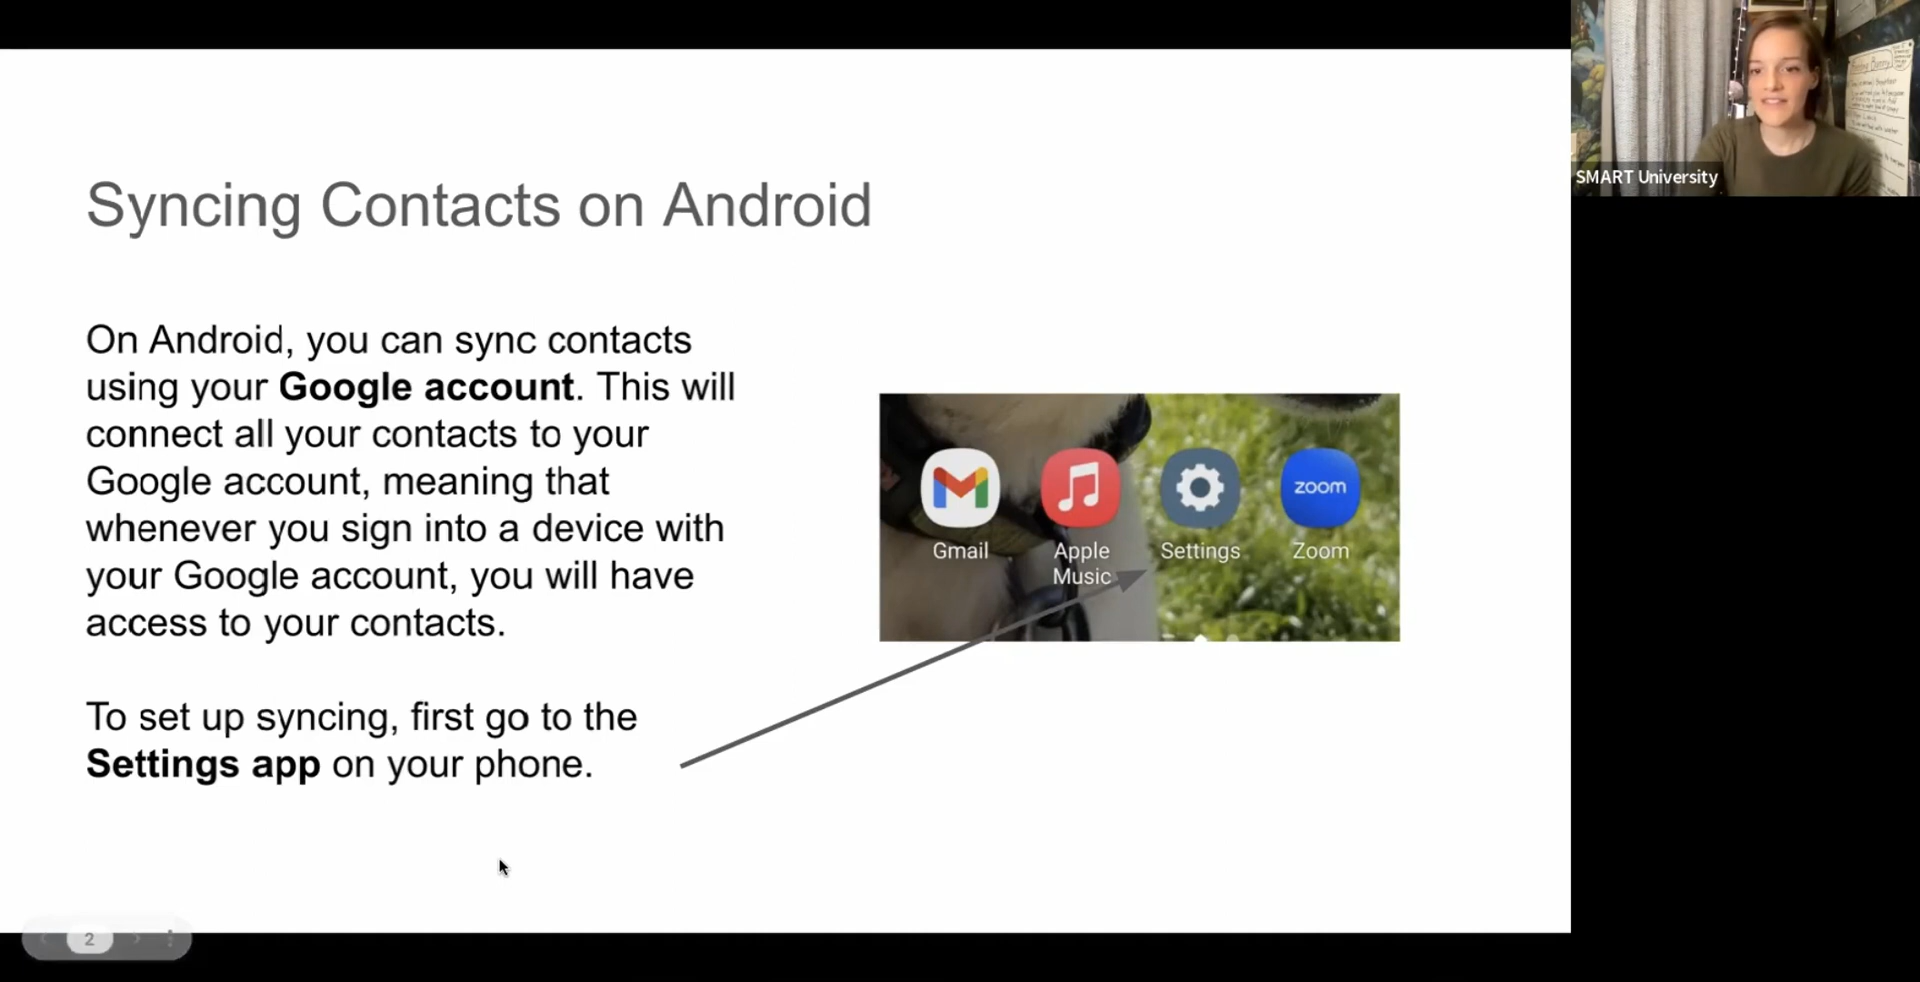 SMART University
Syncing Contacts on Android
On Android, you can sync contacts
using your Google account. This will
connect all your contacts to your
Google account, meaning that
whenever you sign into a device with
your Google account, you will have
access to your contacts.
To set up syncing, first go to the
Settings app on your phone.
zoom
Gmail
Apple
Music
Settings
Zoom
2